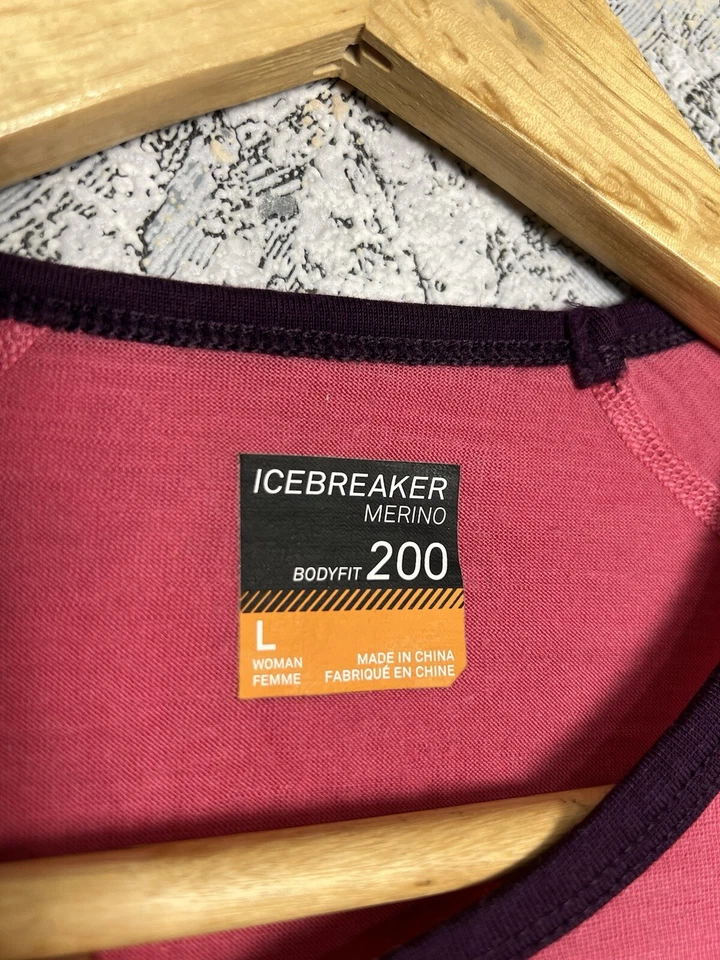 ICEBREAKER
MERINO
BODYFIT 200
L
WOMAN
FEMME
MADE IN CHINA
FABRIQUÉ EN CHINE